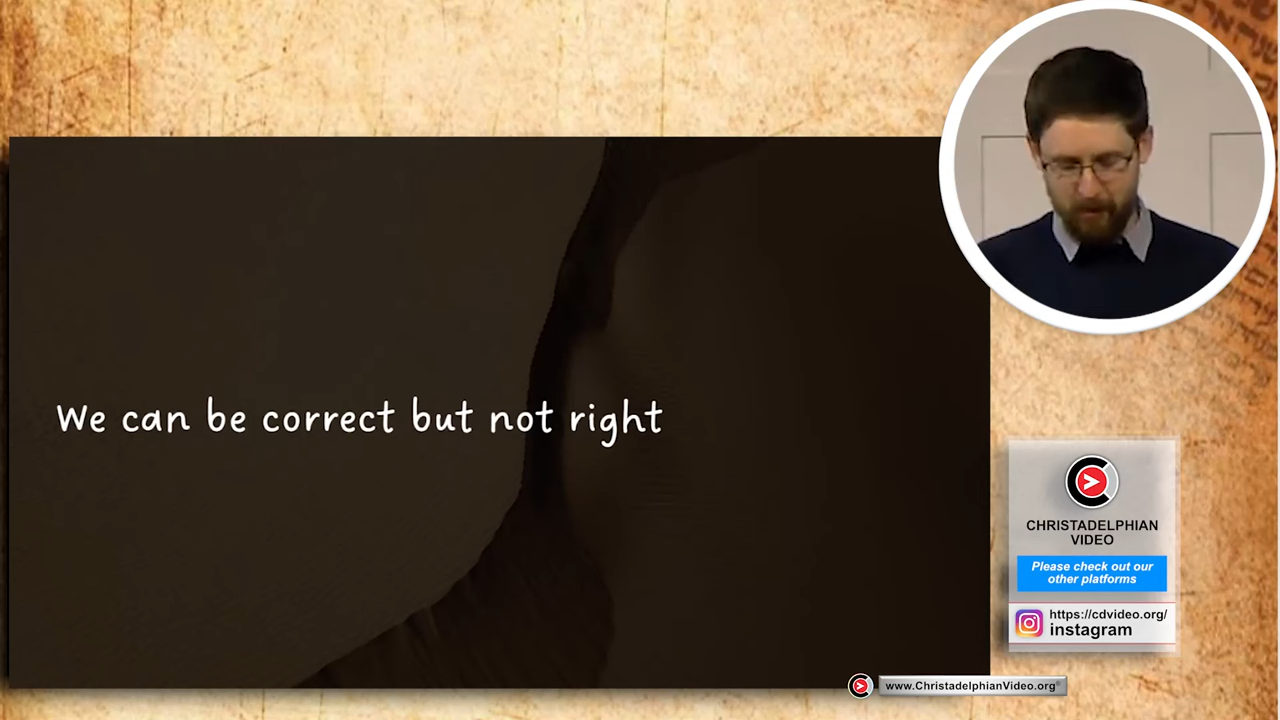 We can be correct but not right
CHRISTADELPHIAN
VIDEO
Please check out our
other platforms
https://cdvideo.org/
instagram
www.ChristadelphianVideo.org